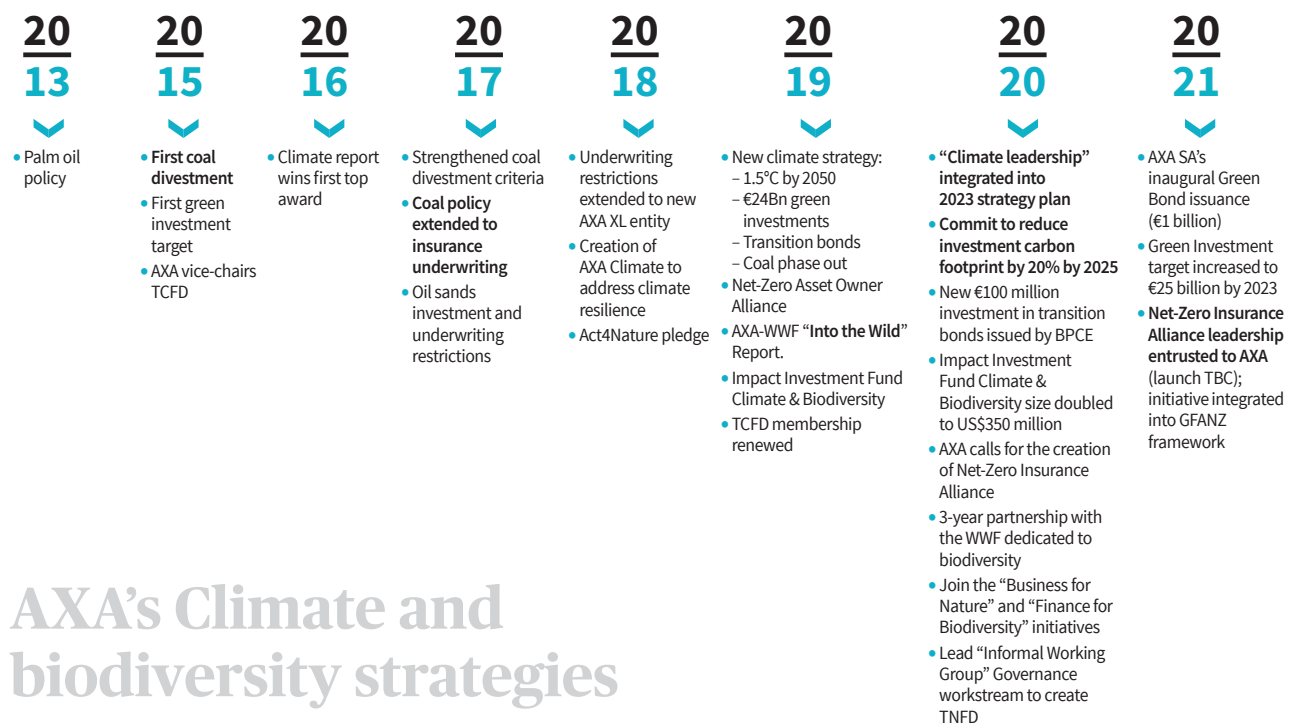 20
13
• Palm oil
policy
20
15
• First coal
divestment
• First green
investment
target
• AXA vice-chairs
TCFD
20
16
• Climate report
wins first top
award
20
17
• Strengthened coal
divestment criteria
• Coal policy
extended to
insurance
underwriting
• Oil sands
investment and
underwriting
restrictions
20
18
• Underwriting
restrictions
extended to new
AXA XL entity
• Creation of
AXA Climate to
address climate
resilience
• Act4Nature pledge
20
19
• New climate strategy:
– 1.5°C by 2050
– €24Bn green
investments
– Transition bonds
– Coal phase out
• Net-Zero Asset Owner
Alliance
• AXA-WWF “Into the Wild”
Report.
• Impact Investment Fund
Climate & Biodiversity
• TCFD membership
renewed
20
20
• “Climate leadership”
integrated into
2023 strategy plan
• Commit to reduce
investment carbon
footprint by 20% by 2025
• New €100 million
investment in transition
bonds issued by BPCE
• Impact Investment
Fund Climate &
Biodiversity size doubled
to US$350 million
• AXA calls for the creation
of Net-Zero Insurance
Alliance
• 3-year partnership with
the WWF dedicated to
biodiversity
• Join the “Business for
Nature” and “Finance for
Biodiversity” initiatives
• Lead “Informal Working
Group” Governance
workstream to create
TNFD
20
21
• AXA SA’s
inaugural Green
Bond issuance
(€1 billion)
• Green Investment
target increased to
€25 billion by 2023
• Net-Zero Insurance
Alliance leadership
entrusted to AXA
(launch TBC);
initiative integrated
into GFANZ
framework
AXA’s Climate and
biodiversity strategies